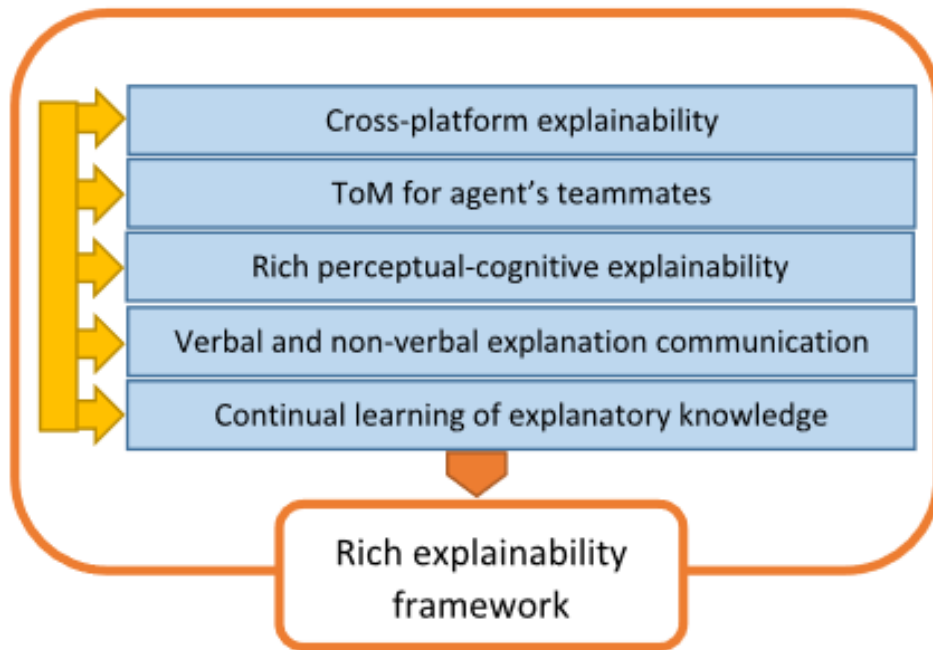 Cross-platform explainability
ToM for agent’s teammates
Rich perceptual-cognitive explainability
Verbal and non-verbal explanation communication
Continual learning of explanatory knowledge
Rich explainability
framework